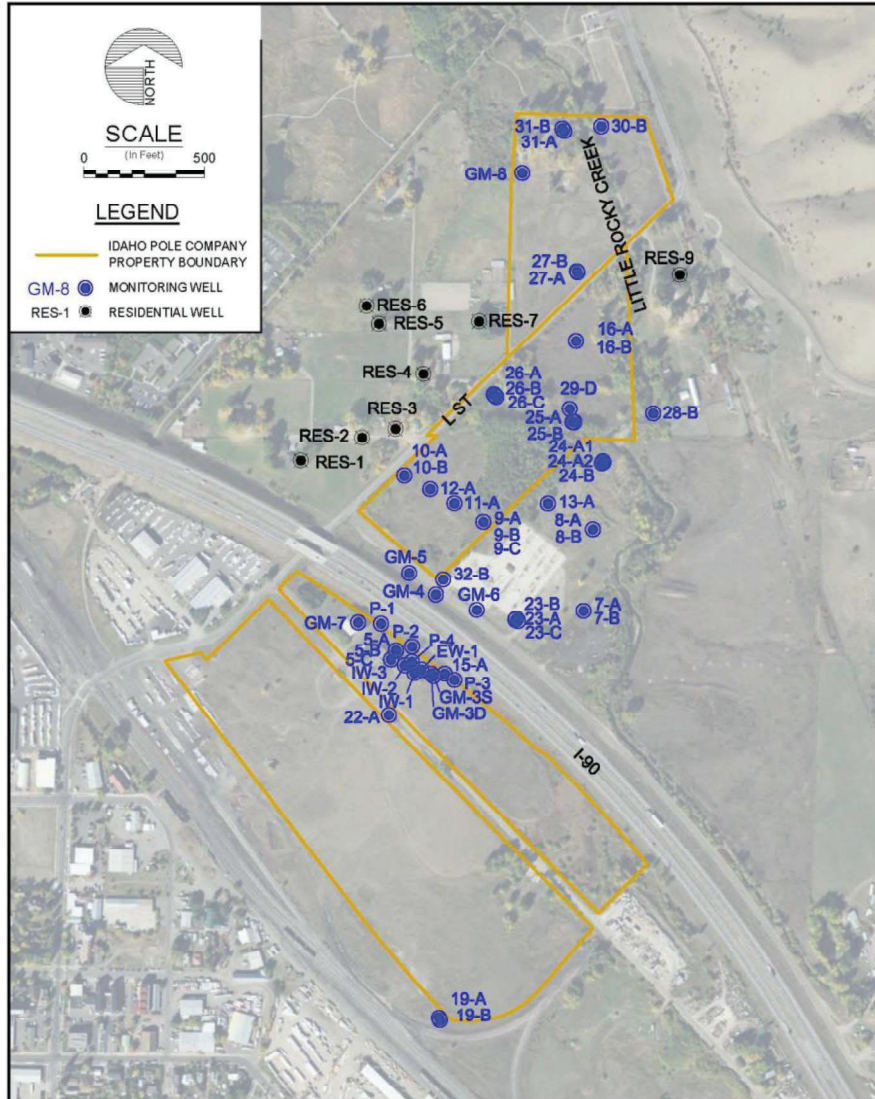 NORTH
SCALE
(In Feet)
0 500
LEGEND
IDAHO POLE COMPANY
PROPERTY BOUNDARY
GM-8 MONITORING WELL
RES-1 RESIDENTIAL WELL
31-B
31-A
30-B
GM-8
LITTLE ROCKY CREEK
27-B
27-A
RES-9
RES-6
RES-5
RES-7
16-A
16-B
RES-4
26-A
26-B
26-C
29-D
25-A
25-B
28-B
L ST
RES-3
RES-2
RES-1
24-A1
24-A2
24-B
10-A
10-B
12-A
11-A
13-A
9-A
9-B
9-C
8-A
8-B
GM-5
32-B
GM-4
GM-6
23-B
23-A
23-C
7-A
7-B
GM-7
P-1
P-2
5-A
5-B
5-C
P-4
EW-1
15-A
IW-3
IW-2
IW-1
P-3
GM-3S
GM-3D
22-A
I-90
19-A
19-B